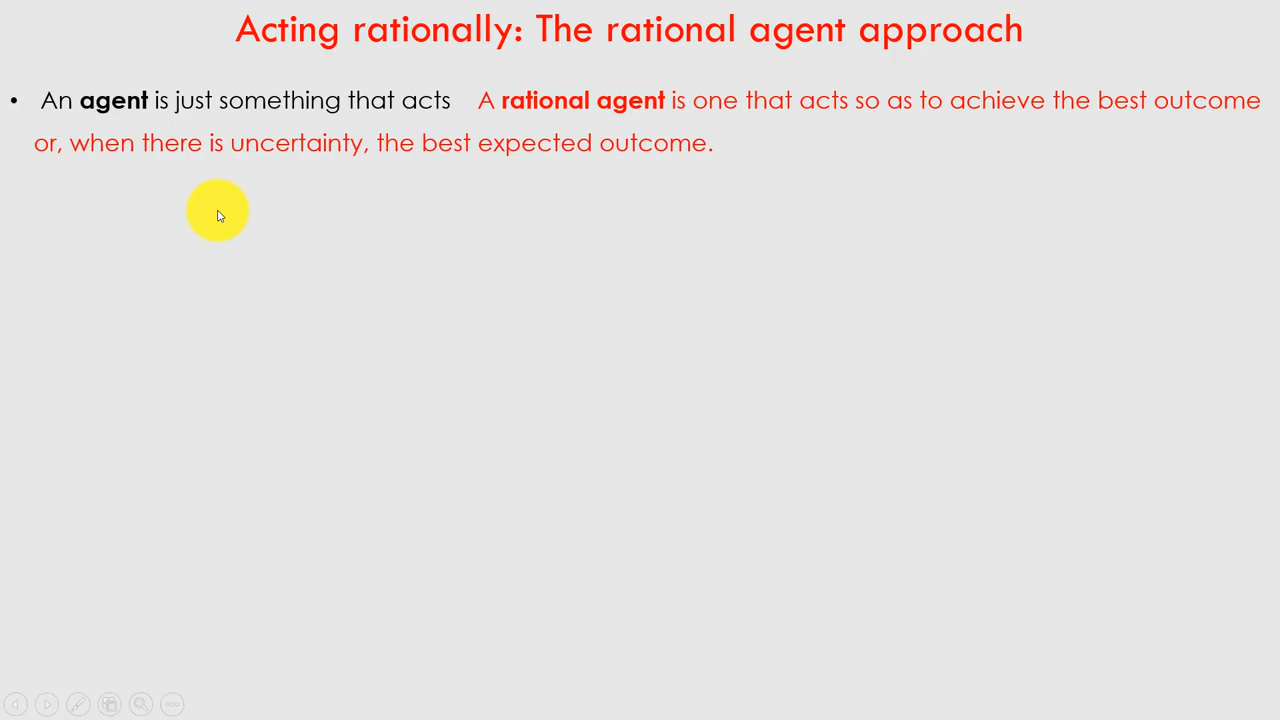 Acting rationally: The rational agent approach
• An agent is just something that acts A rational agent is one that acts so as to achieve the best outcome
or, when there is uncertainty, the best expected outcome.